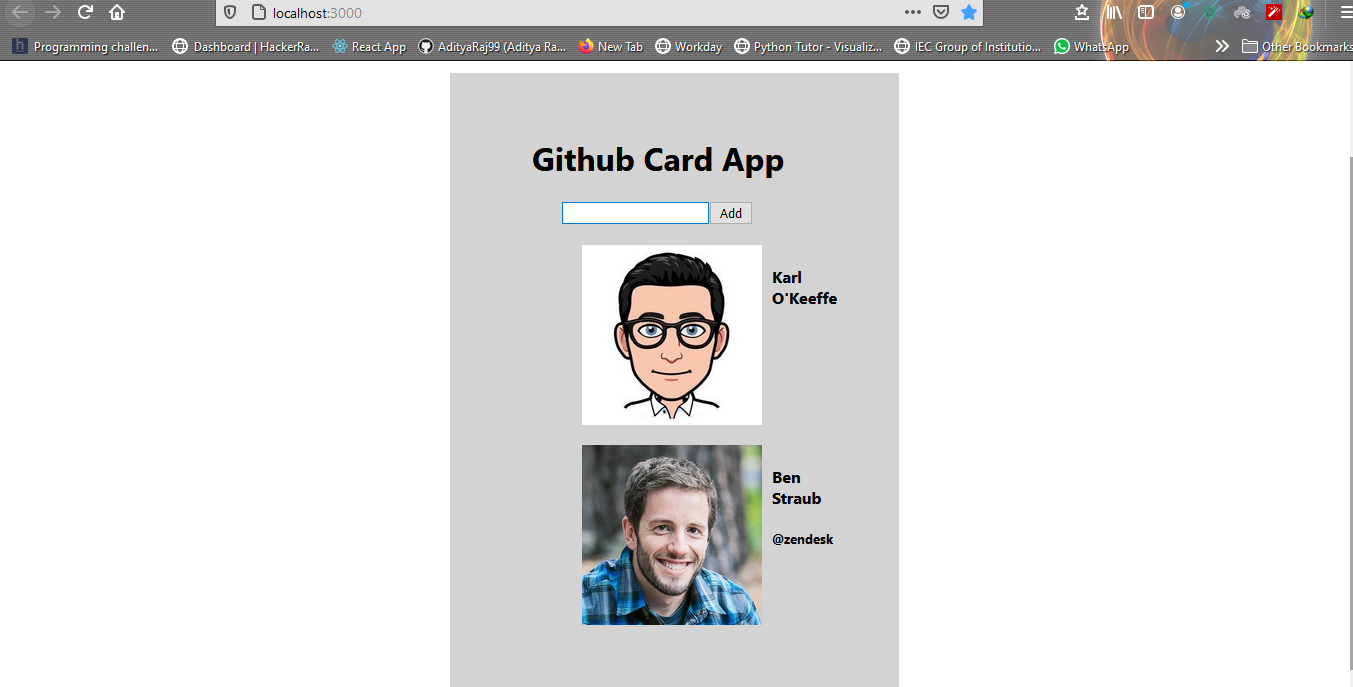 localhost:3000
Programming challen... Dashboard | HackerRa... React App AdityaRaj99 (Aditya Ra... New Tab Workday Python Tutor - Visualiz... IEC Group of Institutio... WhatsApp Other Bookmarks
Github Card App
Add
Karl
O'Keeffe
Ben
Straub
@zendesk